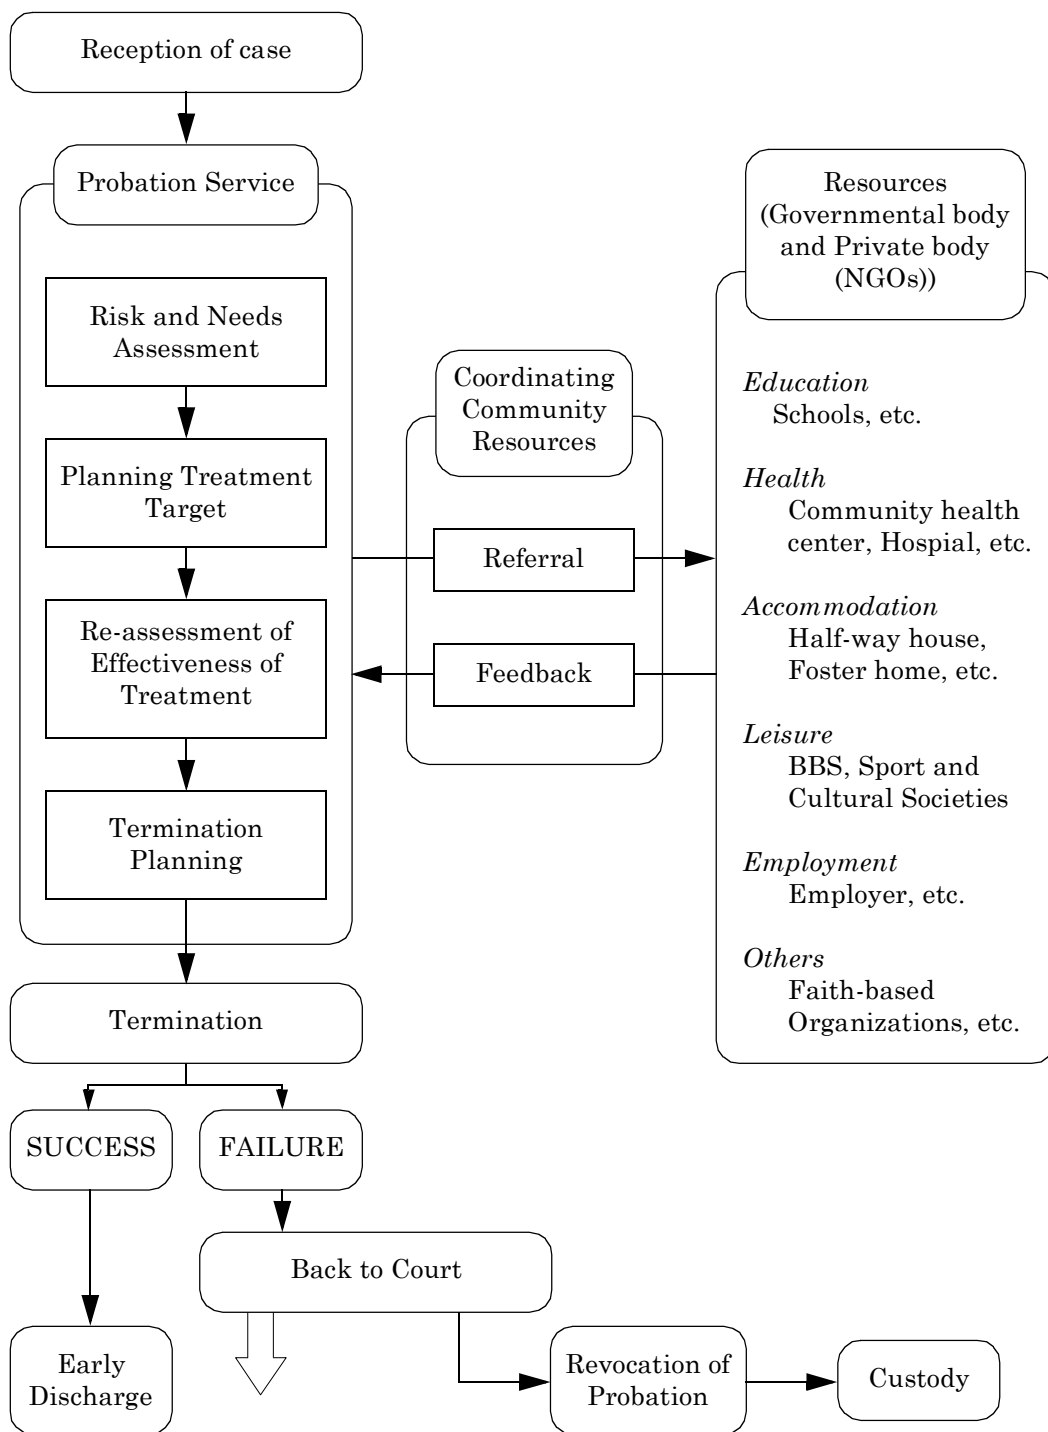 Reception of case
Probation Service
Risk and Needs
Assessment
Planning Treatment
Target
Re-assessment of
Effectiveness of
Treatment
Termination
Planning
Coordinating
Community
Resources
Referral
Feedback
Resources
(Governmental body
and Private body
(NGOs))
Education
Schools, etc.
Health
Community health
center, Hospial, etc.
Accommodation
Half-way house,
Foster home, etc.
Leisure
BBS, Sport and
Cultural Societies
Employment
Employer, etc.
Others
Faith-based
Organizations, etc.
Termination
SUCCESS
FAILURE
Back to Court
Early
Discharge
Revocation of
Probation
Custody